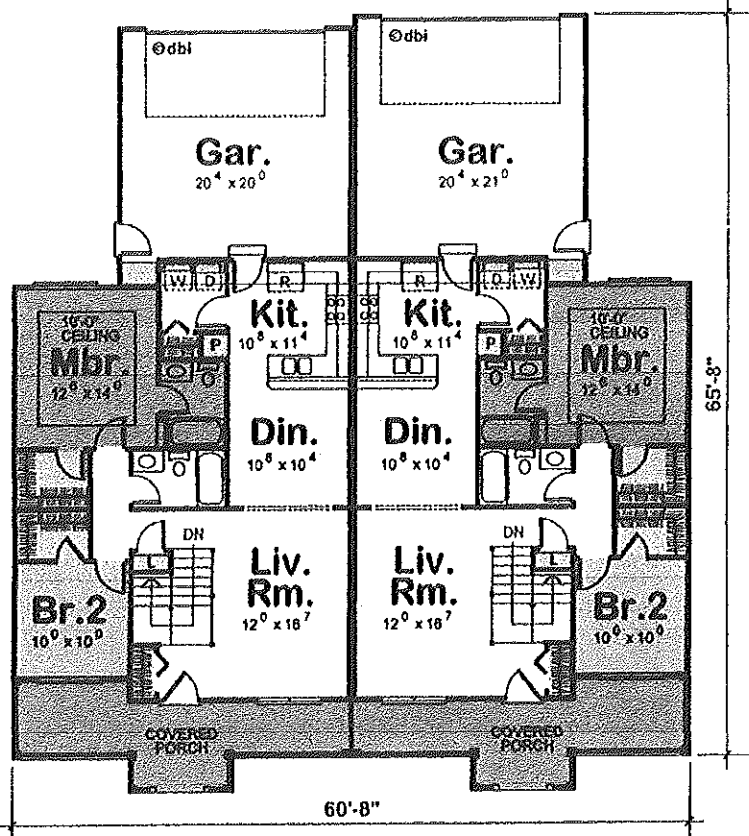 dbi
dbi
Gar.
20⁴ x 20⁰
Gar.
20⁴ x 21⁰
W D
R
R
D W
Kit.
10⁸ x 11⁴
Kit.
10⁸ x 11⁴
P
P
10'-0"
CEILING
Mbr.
12⁰ x 14⁰
10'-0"
CEILING
Mbr.
12⁰ x 14⁰
65'-8"
Din.
10⁸ x 10⁴
Din.
10⁸ x 10⁴
DN
DN
L
L
Liv.
Rm.
12⁰ x 16⁷
Liv.
Rm.
12⁰ x 16⁷
Br.2
10⁰ x 10⁰
Br.2
10⁰ x 10⁰
COVERED
PORCH
COVERED
PORCH
60'-8"